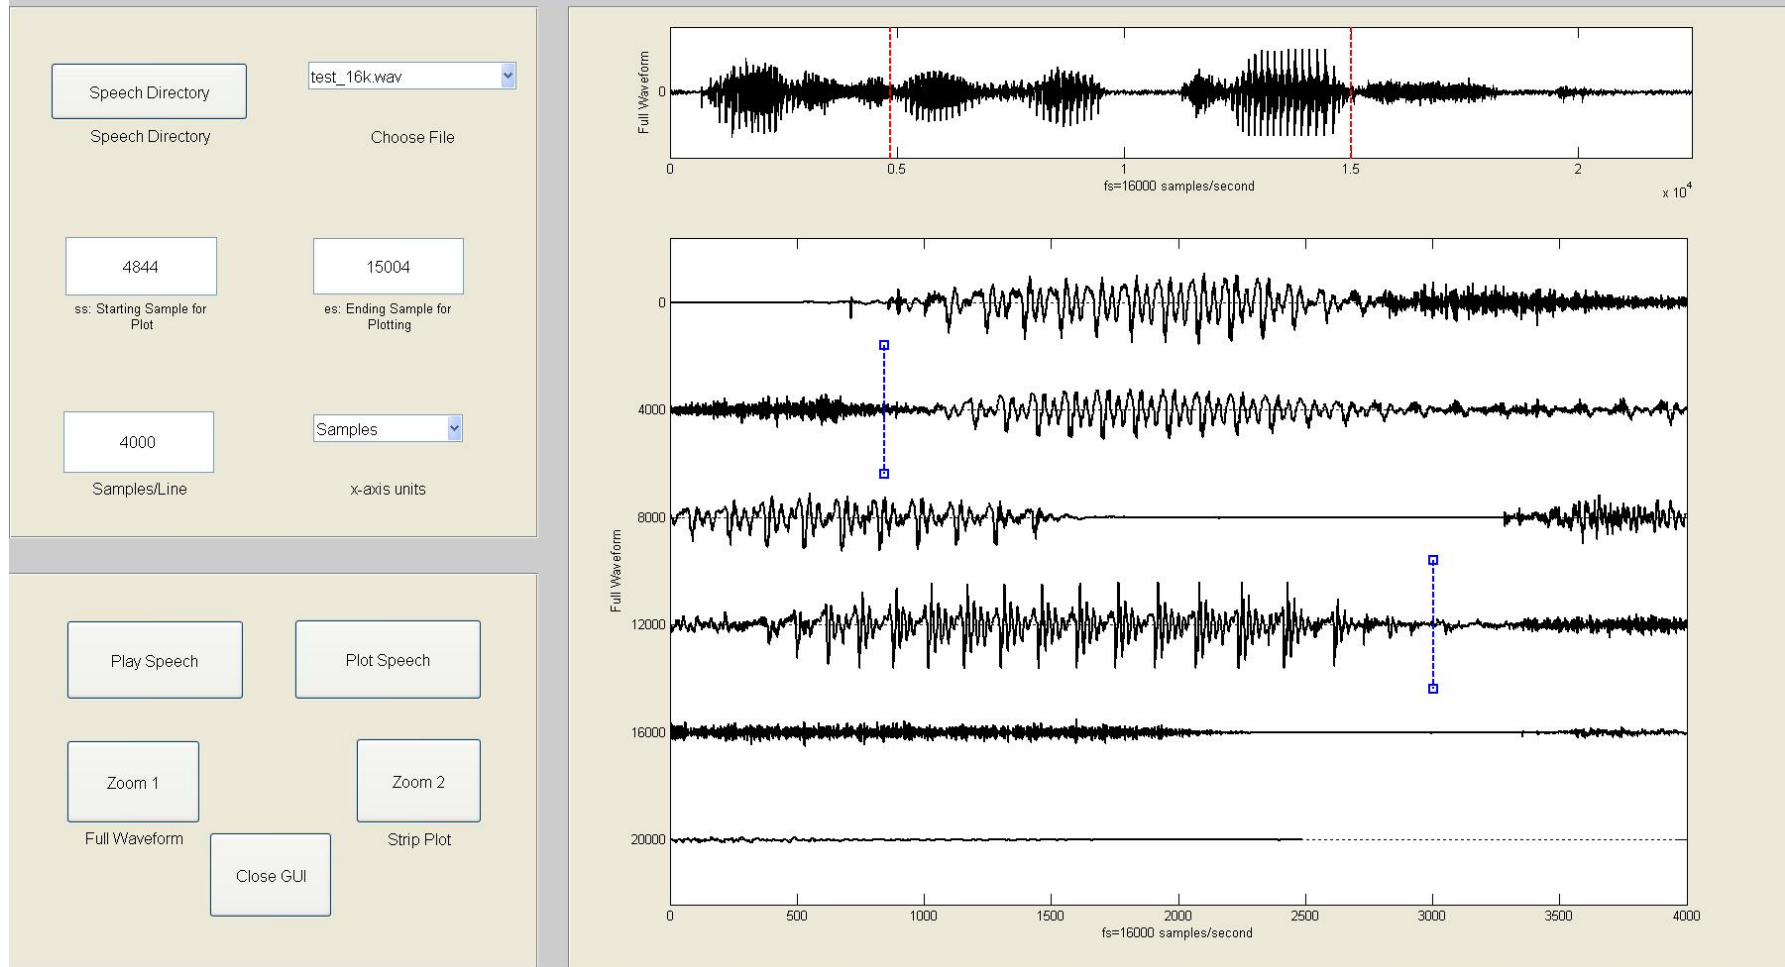 Speech Directory
Speech Directory
test_16k.wav
Choose File
4844
ss: Starting Sample for
Plot
15004
es: Ending Sample for
Plotting
4000
Samples/Line
Samples
x-axis units
Play Speech
Plot Speech
Zoom 1
Full Waveform
Zoom 2
Strip Plot
Close GUI
Full Waveform
0
0 0.5 1 1.5 2
fs=16000 samples/second
x 10^4
Full Waveform
0
4000
8000
12000
16000
20000
0 500 1000 1500 2000 2500 3000 3500 4000
fs=16000 samples/second